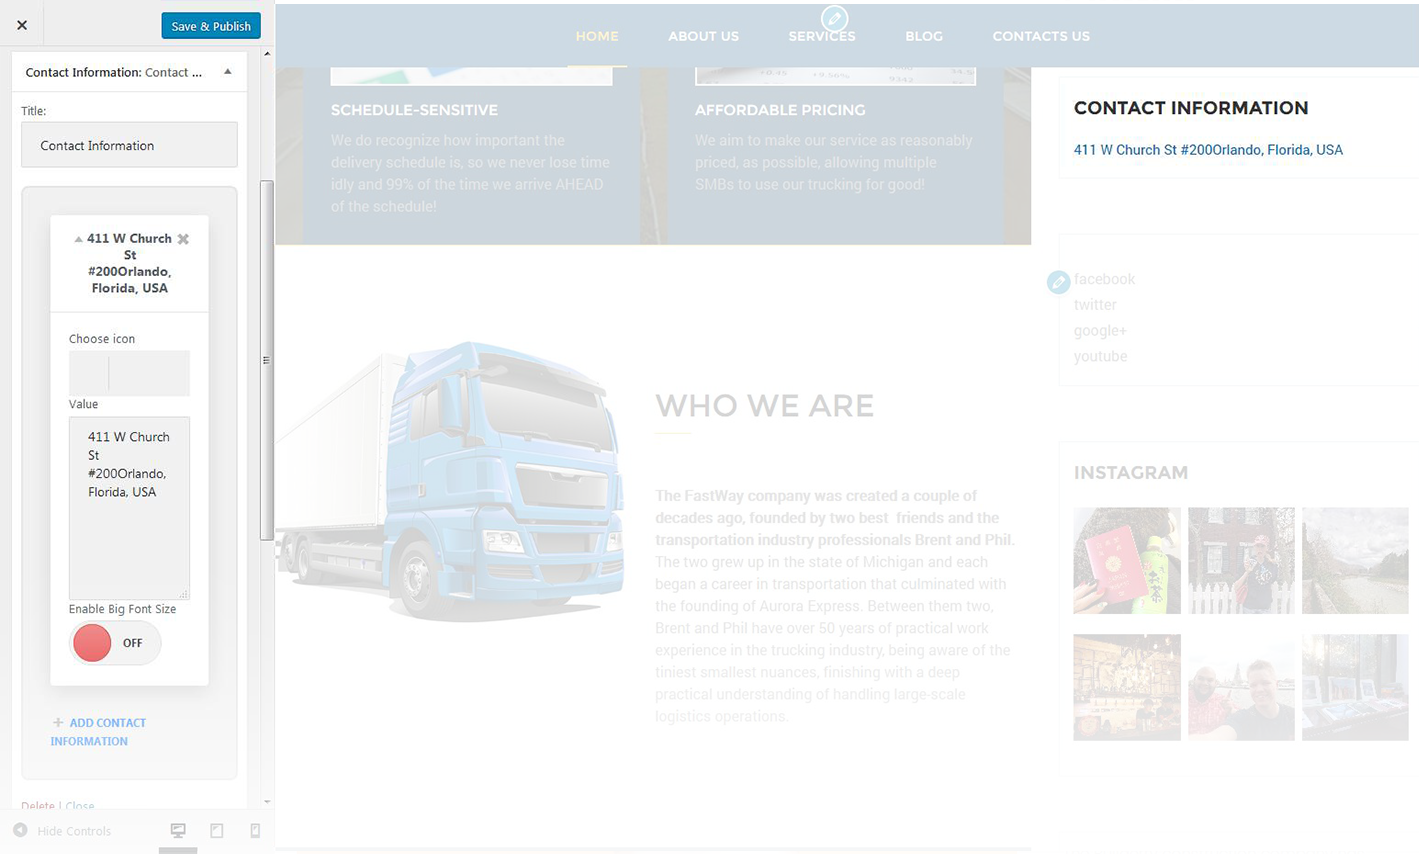 Save & Publish
Contact Information: Contact ...
Title:
Contact Information
411 W Church
St
#200Orlando,
Florida, USA
Choose icon
Value
411 W Church
St
#200Orlando,
Florida, USA
Enable Big Font Size
OFF
ADD CONTACT
INFORMATION
Delete | Close
Hide Controls
HOME
ABOUT US
SERVICES
BLOG
CONTACTS US
SCHEDULE-SENSITIVE
We do recognize how important the
delivery schedule is, so we never lose time
idly and 99% of the time we arrive AHEAD
of the schedule!
AFFORDABLE PRICING
We aim to make our service as reasonably
priced, as possible, allowing multiple
SMBs to use our trucking for good!
WHO WE ARE
The FastWay company was created a couple of
decades ago, founded by two best friends and the
transportation industry professionals Brent and Phil.
The two grew up in the state of Michigan and each
began a career in transportation that culminated with
the founding of Aurora Express. Between them two,
Brent and Phil have over 50 years of practical work
experience in the trucking industry, being aware of the
tiniest smallest nuances, finishing with a deep
practical understanding of handling large-scale
logistics operations.
CONTACT INFORMATION
411 W Church St #200Orlando, Florida, USA
facebook
twitter
google+
youtube
INSTAGRAM